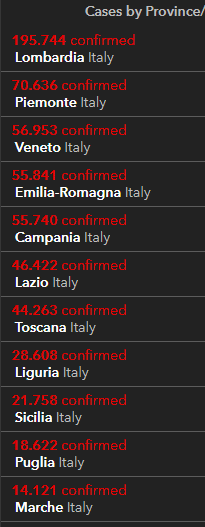 Cases by Province/
195.744 confirmed
Lombardia Italy
70.636 confirmed
Piemonte Italy
56.953 confirmed
Veneto Italy
55.841 confirmed
Emilia-Romagna Italy
55.740 confirmed
Campania Italy
46.422 confirmed
Lazio Italy
44.263 confirmed
Toscana Italy
28.608 confirmed
Liguria Italy
21.758 confirmed
Sicilia Italy
18.622 confirmed
Puglia Italy
14.121 confirmed
Marche Italy